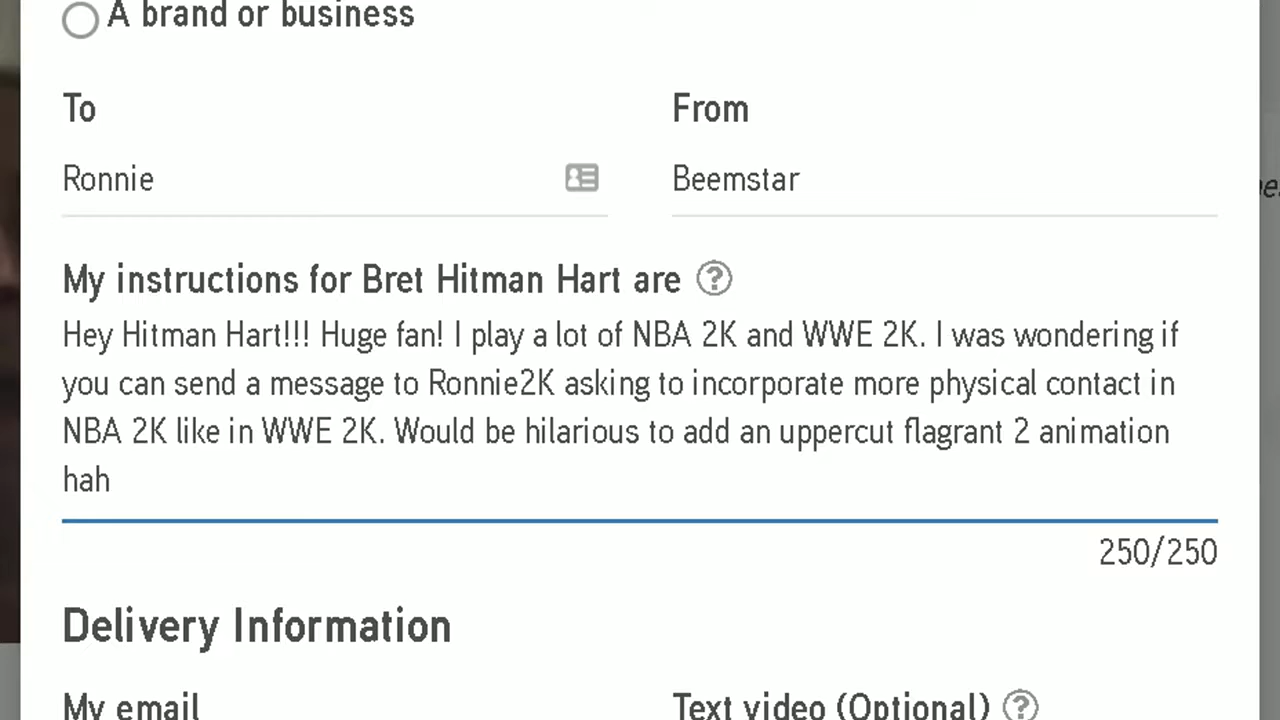 A brand or business
To
From
Ronnie
Beemstar
My instructions for Bret Hitman Hart are
Hey Hitman Hart!!! Huge fan! I play a lot of NBA 2K and WWE 2K. I was wondering if
you can send a message to Ronnie2K asking to incorporate more physical contact in
NBA 2K like in WWE 2K. Would be hilarious to add an uppercut flagrant 2 animation
hah
250/250
Delivery Information
My email
Text video (Optional)